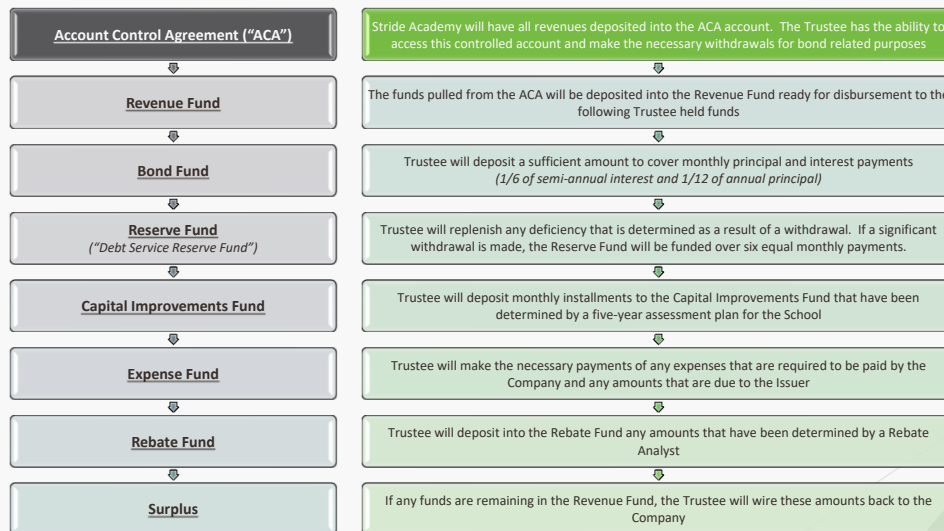 Account Control Agreement (“ACA”)
Stride Academy will have all revenues deposited into the ACA account.  The Trustee has the ability to
access this controlled account and make the necessary withdrawals for bond related purposes
Revenue Fund
The funds pulled from the ACA will be deposited into the Revenue Fund ready for disbursement to the
following Trustee held funds
Bond Fund
Trustee will deposit a sufficient amount to cover monthly principal and interest payments
(1/6 of semi-annual interest and 1/12 of annual principal)
Reserve Fund
(“Debt Service Reserve Fund”)
Trustee will replenish any deficiency that is determined as a result of a withdrawal.  If a significant
withdrawal is made, the Reserve Fund will be funded over six equal monthly payments.
Capital Improvements Fund
Trustee will deposit monthly installments to the Capital Improvements Fund that have been
determined by a five-year assessment plan for the School
Expense Fund
Trustee will make the necessary payments of any expenses that are required to be paid by the
Company and any amounts that are due to the Issuer
Rebate Fund
Trustee will deposit into the Rebate Fund any amounts that have been determined by a Rebate
Analyst
Surplus
If any funds are remaining in the Revenue Fund, the Trustee will wire these amounts back to the
Company